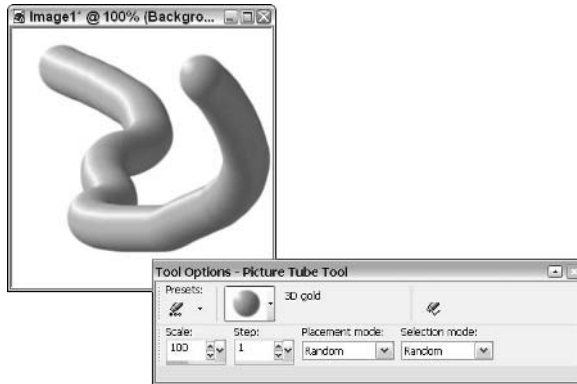 Image1* @ 100% (Backgro...
Tool Options - Picture Tube Tool
Presets:
3D gold
Scale: Step: Placement mode: Selection mode:
100 1 Random Random